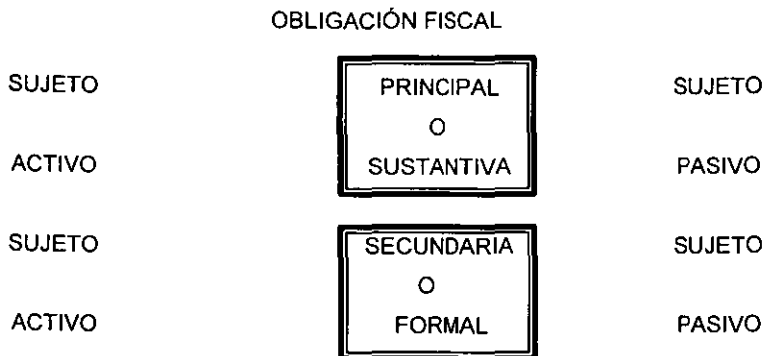 OBLIGACIÓN FISCAL
SUJETO PRINCIPAL SUJETO
O
ACTIVO SUSTANTIVA PASIVO
SUJETO SECUNDARIA SUJETO
O
ACTIVO FORMAL PASIVO